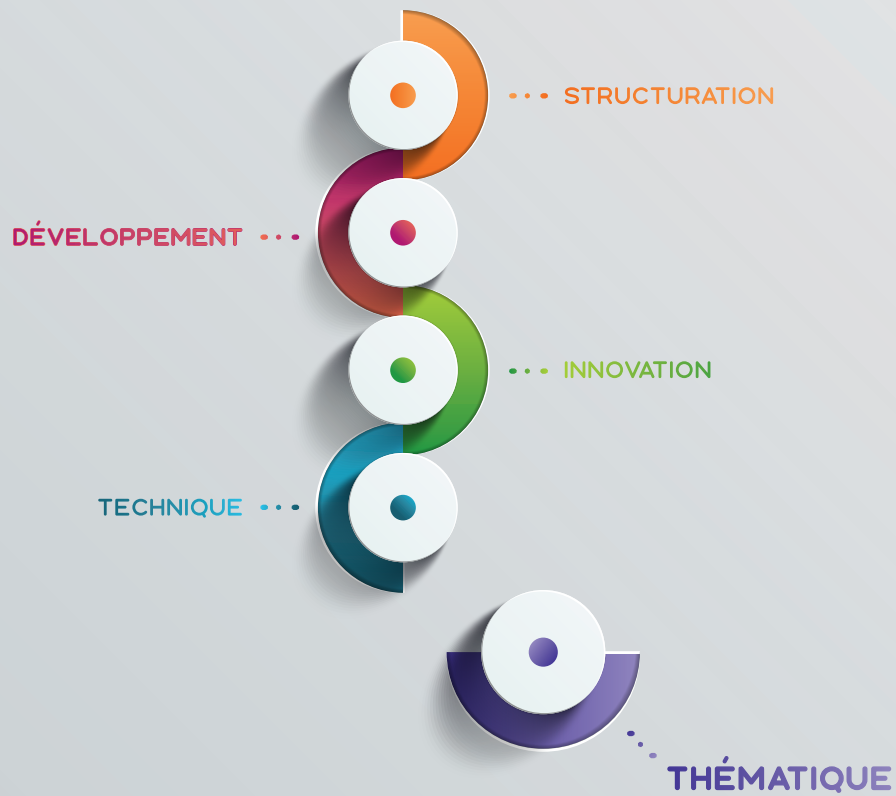 STRUCTURATION
DÉVELOPPEMENT
INNOVATION
TECHNIQUE
THÉMATIQUE